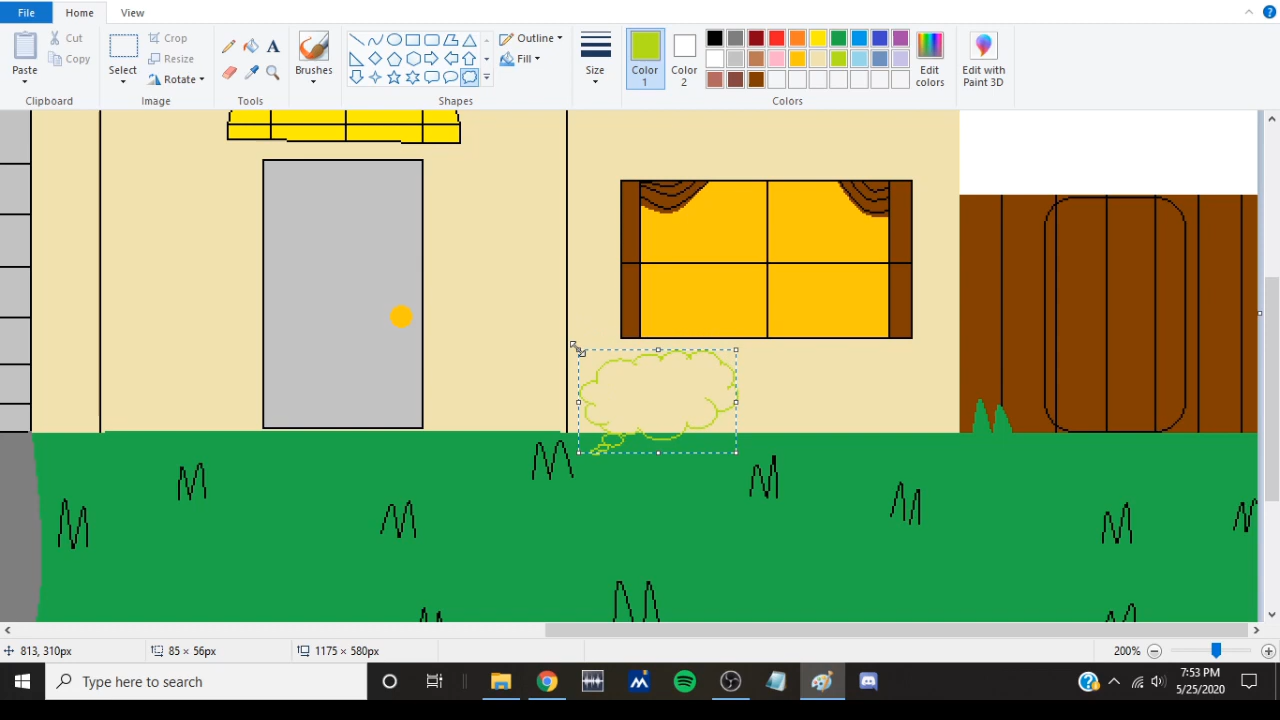 File Home View
Paste Cut Copy
Clipboard
Select Crop Resize Rotate
Image
A
Tools
Brushes
Outline Fill
Shapes
Size
Color 1 Color 2
Edit colors
Colors
Edit with Paint 3D
813, 310px 85 × 56px 1175 × 580px 200%
Type here to search
7:53 PM
5/25/2020